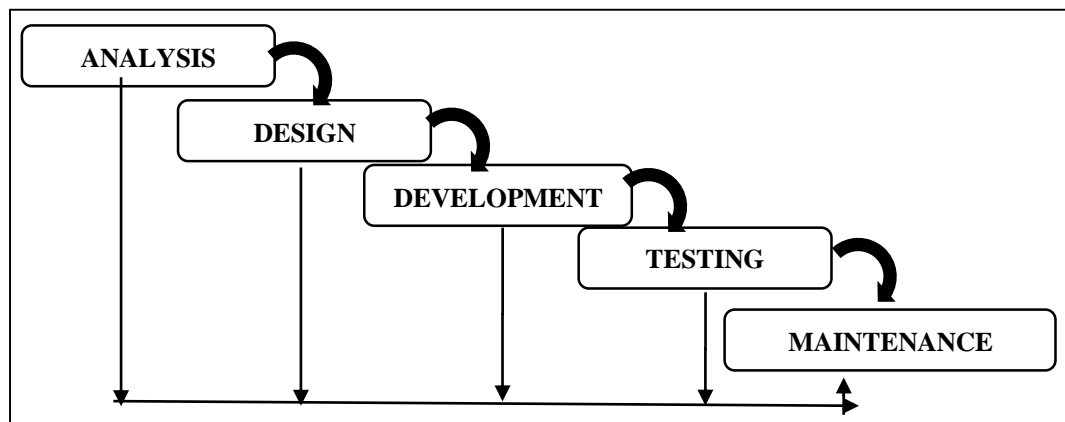 ANALYSIS
DESIGN
DEVELOPMENT
TESTING
MAINTENANCE